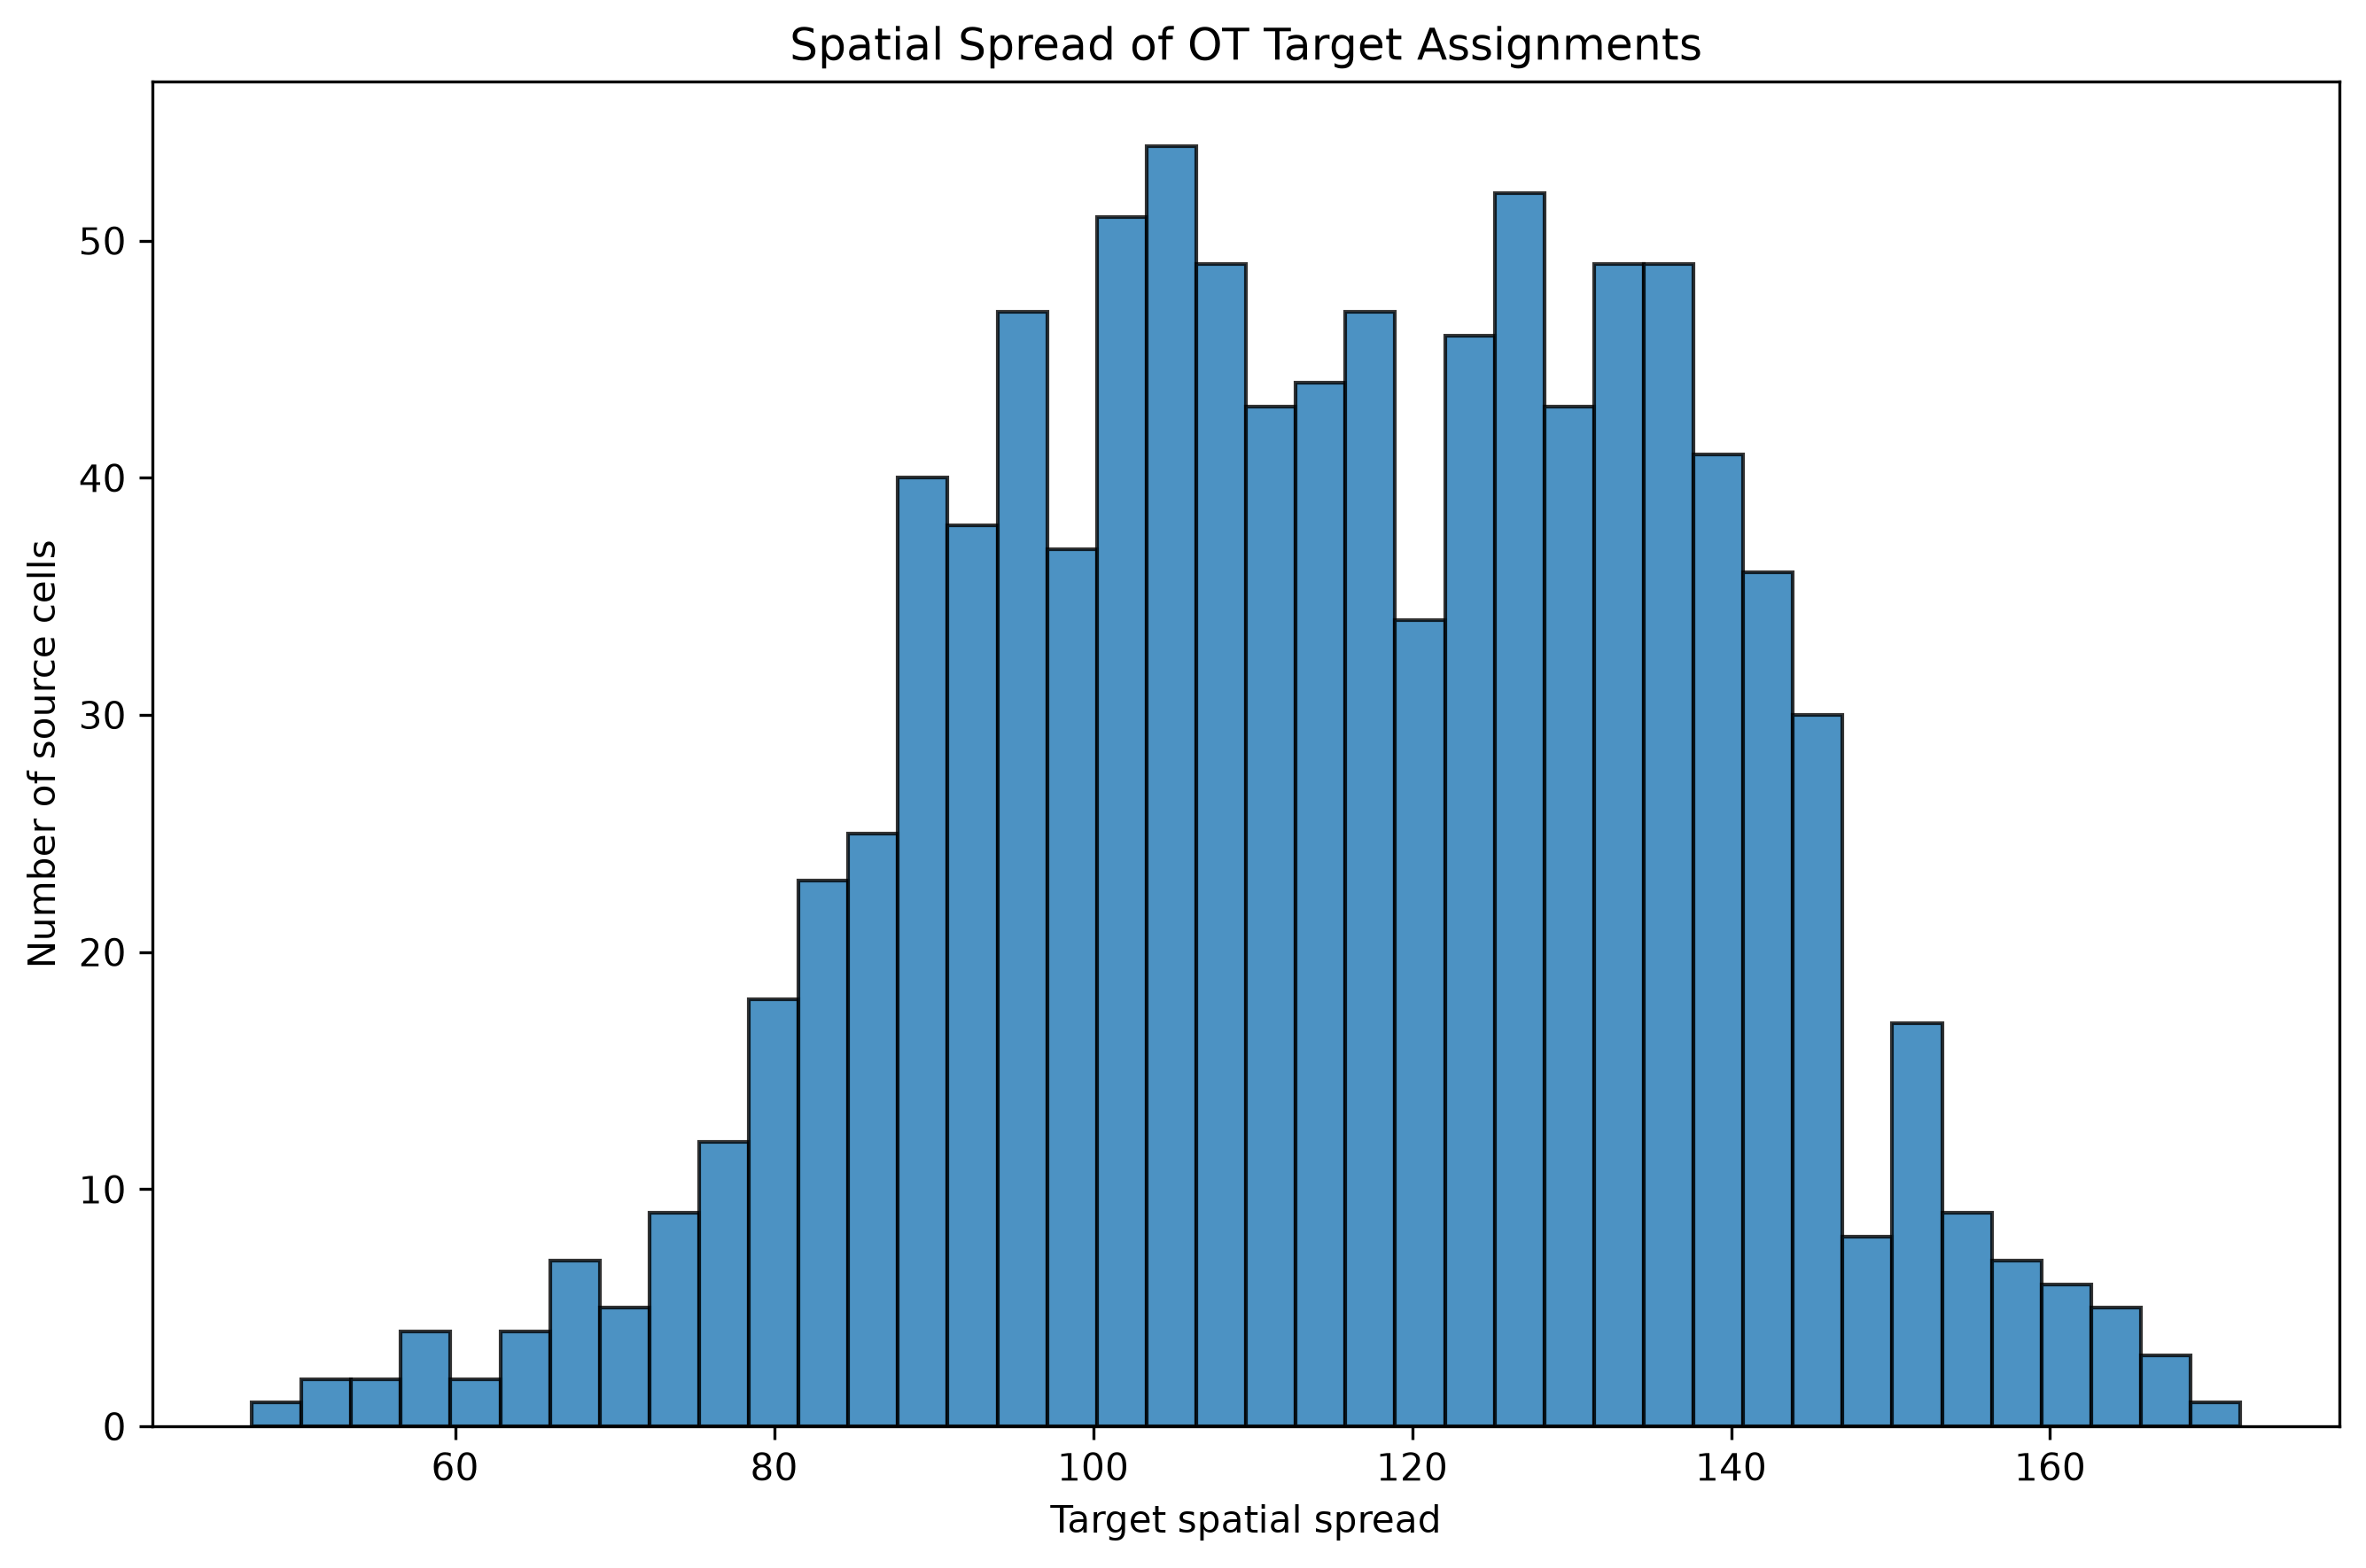 Spatial Spread of OT Target Assignments
Number of source cells
50
40
30
20
10
0
60 80 100 120 140 160
Target spatial spread